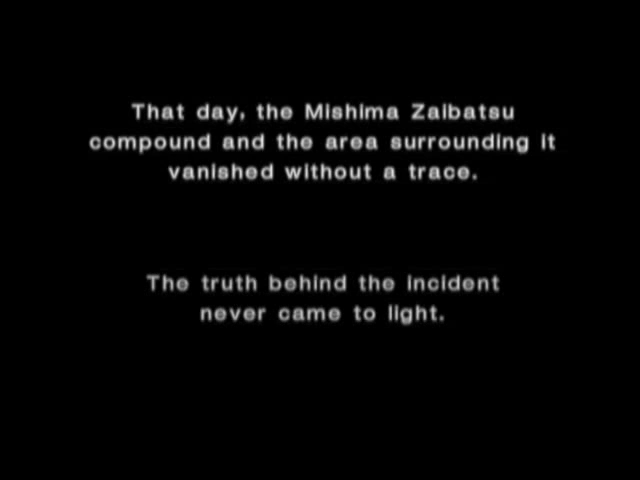 That day, the Mishima Zaibatsu
compound and the area surrounding it
vanished without a trace.
The truth behind the incident
never came to light.